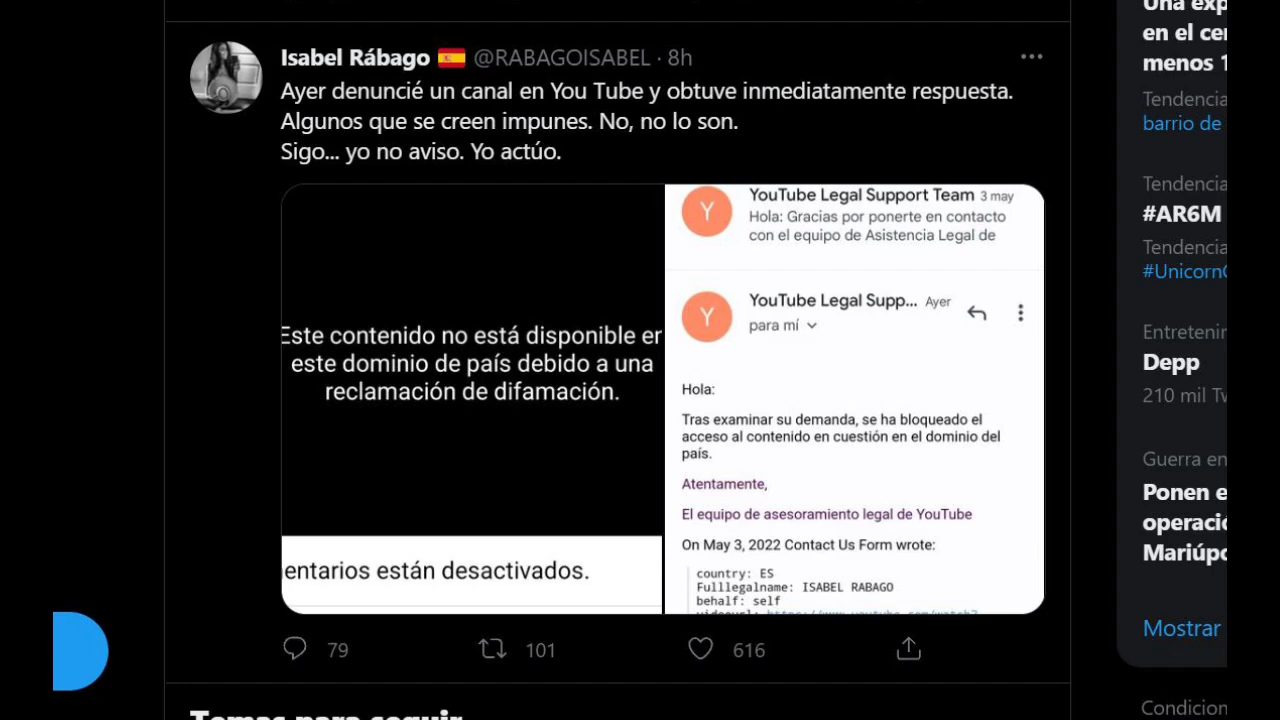 Isabel Rábago 🇪🇸 @RABAGOISABEL · 8h
Ayer denuncié un canal en You Tube y obtuve inmediatamente respuesta.
Algunos que se creen impunes. No, no lo son.
Sigo... yo no aviso. Yo actúo.
Este contenido no está disponible en
este dominio de país debido a una
reclamación de difamación.
entarios están desactivados.
YouTube Legal Support Team 3 may
Hola: Gracias por ponerte en contacto
con el equipo de Asistencia Legal de
YouTube Legal Supp... Ayer
para mí
Hola:
Tras examinar su demanda, se ha bloqueado el
acceso al contenido en cuestión en el dominio del
país.
Atentamente,
El equipo de asesoramiento legal de YouTube
On May 3, 2022 Contact Us Form wrote:
country: ES
Fulllegalname: ISABEL RABAGO
behalf: self
79 101 616
Temas para seguir
Una exp
en el cer
menos 1
Tendencia
barrio de
Tendencia
#AR6M
Tendencia
#UnicornO
Entretenir
Depp
210 mil Tw
Guerra en
Ponen e
operació
Mariúpo
Mostrar
Condicion